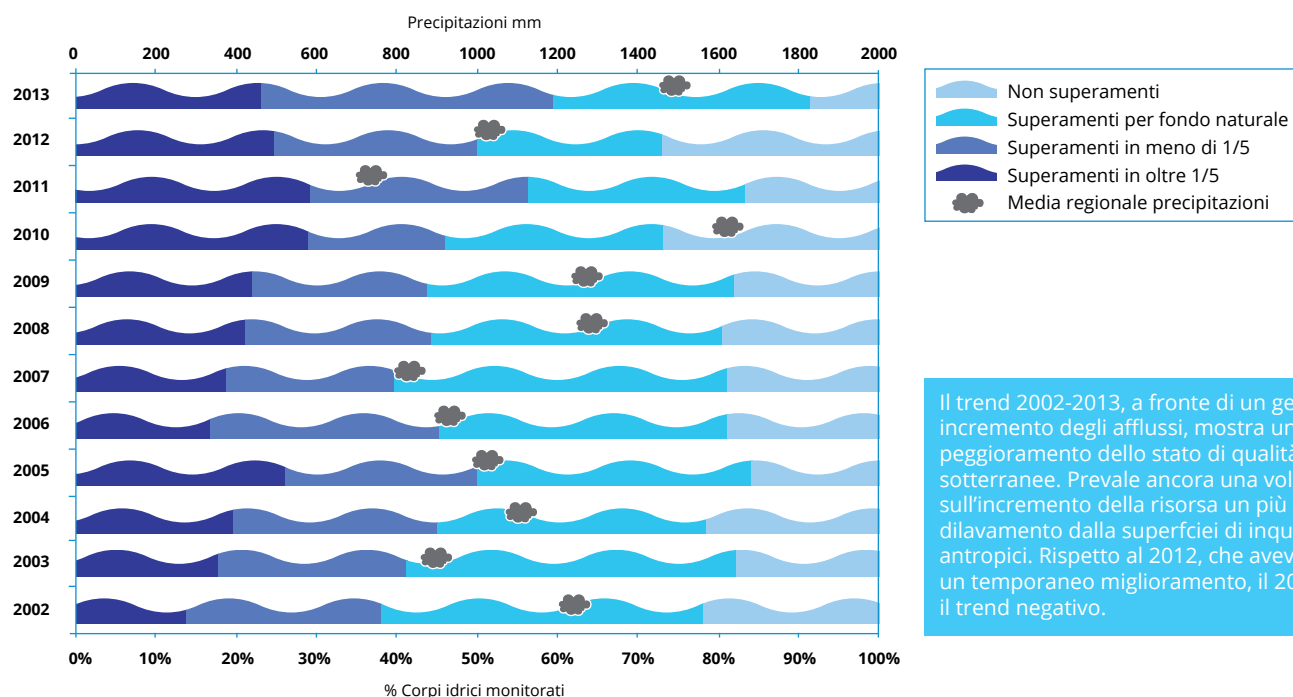 Precipitazioni mm
0 200 400 600 800 1000 1200 1400 1600 1800 2000
2013
2012
2011
2010
2009
2008
2007
2006
2005
2004
2003
2002
0% 10% 20% 30% 40% 50% 60% 70% 80% 90% 100%
% Corpi idrici monitorati
Non superamenti
Superamenti per fondo naturale
Superamenti in meno di 1/5
Superamenti in oltre 1/5
Media regionale precipitazioni
Il trend 2002-2013, a fronte di un ge
incremento degli afflussi, mostra un
peggioramento dello stato di qualità
sotterranee. Prevale ancora una vol
sull'incremento della risorsa un più
dilavamento dalla superfciei di inqu
antropici. Rispetto al 2012, che avev
un temporaneo miglioramento, il 20
il trend negativo.